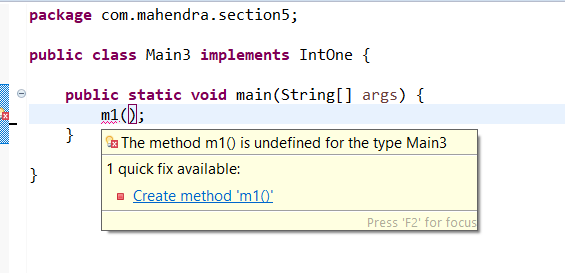 package com.mahendra.section5;
public class Main3 implements IntOne {
public static void main(String[] args) {
m1();
}
The method m1() is undefined for the type Main3
1 quick fix available:
Create method 'm1()'
Press 'F2' for focus
}